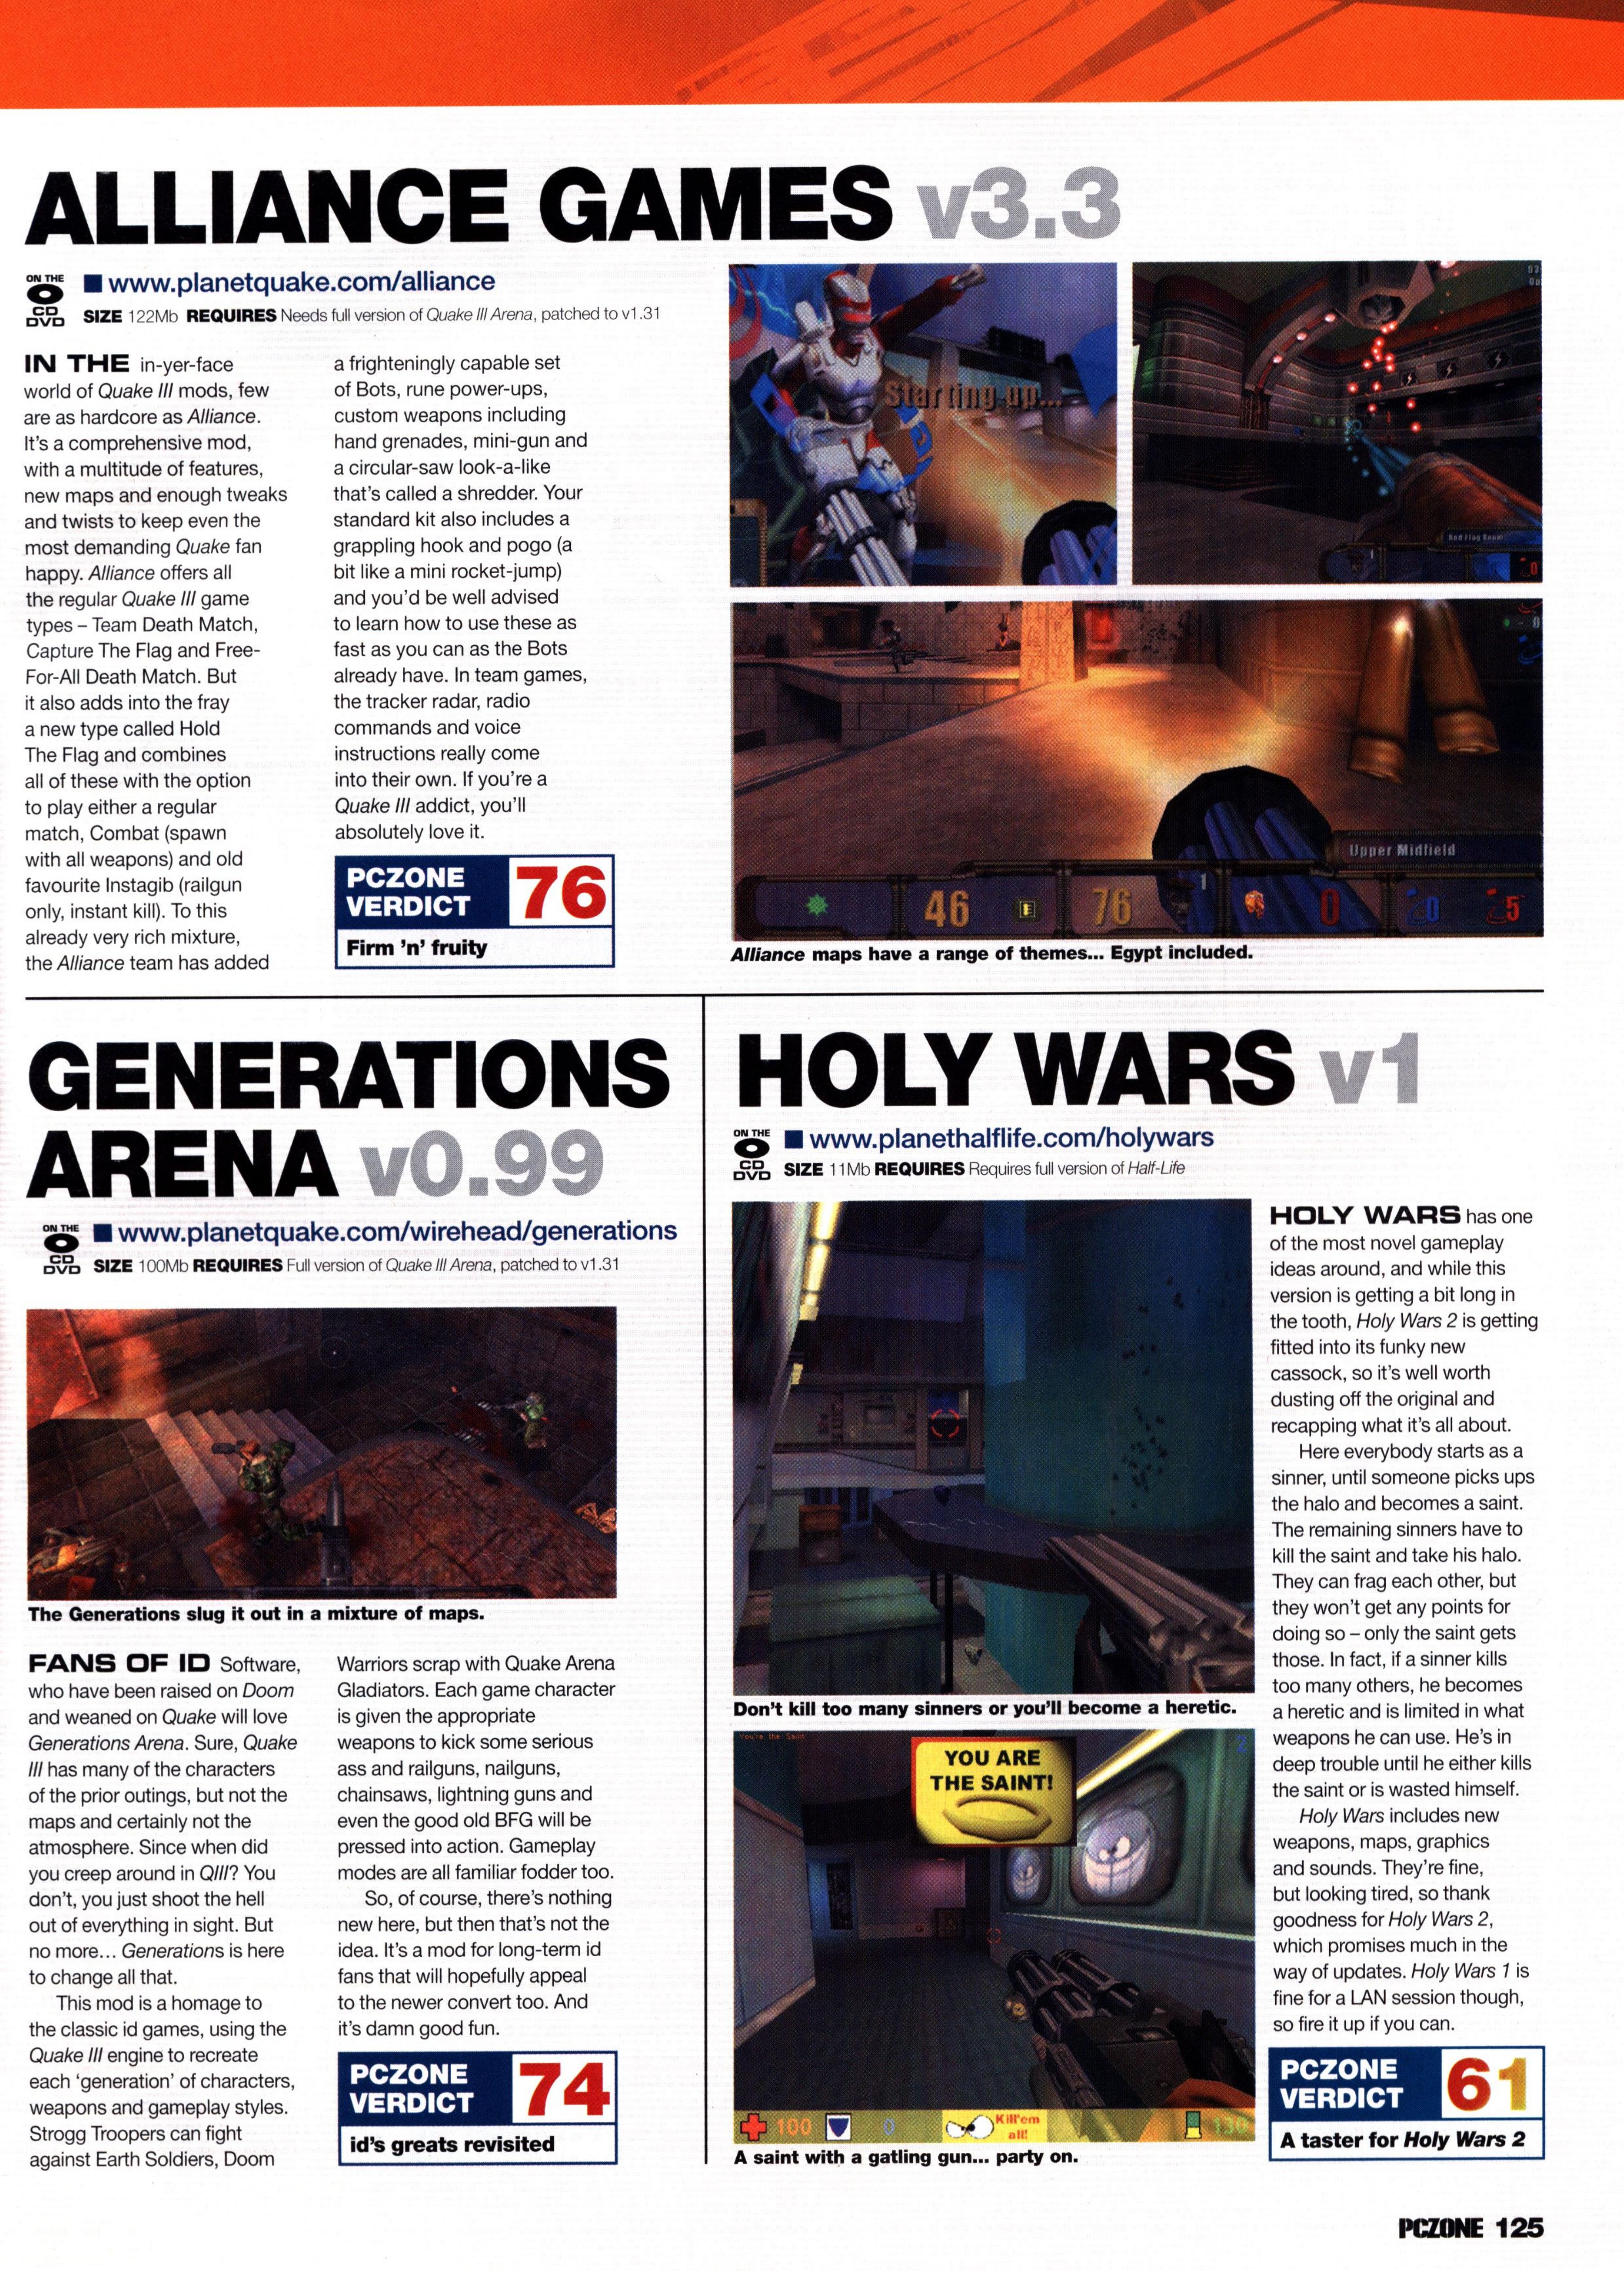 ALLIANCE GAMES v3.3
ON THE
CD
DVD
www.planetquake.com/alliance
SIZE 122Mb REQUIRES Needs full version of Quake III Arena, patched to v1.31
IN THE in-yer-face
world of Quake III mods, few
are as hardcore as Alliance.
It's a comprehensive mod,
with a multitude of features,
new maps and enough tweaks
and twists to keep even the
most demanding Quake fan
happy. Alliance offers all
the regular Quake III game
types – Team Death Match,
Capture The Flag and Free-
For-All Death Match. But
it also adds into the fray
a new type called Hold
The Flag and combines
all of these with the option
to play either a regular
match, Combat (spawn
with all weapons) and old
favourite Instagib (railgun
only, instant kill). To this
already very rich mixture,
the Alliance team has added
a frighteningly capable set
of Bots, rune power-ups,
custom weapons including
hand grenades, mini-gun and
a circular-saw look-a-like
that's called a shredder. Your
standard kit also includes a
grappling hook and pogo (a
bit like a mini rocket-jump)
and you'd be well advised
to learn how to use these as
fast as you can as the Bots
already have. In team games,
the tracker radar, radio
commands and voice
instructions really come
into their own. If you're a
Quake III addict, you'll
absolutely love it.
PCZONE
VERDICT
76
Firm 'n' fruity
Starting up...
Red Flag Room
0
Upper Midfield
46
76
1
0
0
5
Alliance maps have a range of themes... Egypt included.
GENERATIONS
ARENA v0.99
ON THE
CD
DVD
www.planetquake.com/wirehead/generations
SIZE 100Mb REQUIRES Full version of Quake III Arena, patched to v1.31
The Generations slug it out in a mixture of maps.
FANS OF ID Software,
who have been raised on Doom
and weaned on Quake will love
Generations Arena. Sure, Quake
III has many of the characters
of the prior outings, but not the
maps and certainly not the
atmosphere. Since when did
you creep around in QIII? You
don't, you just shoot the hell
out of everything in sight. But
no more... Generations is here
to change all that.
This mod is a homage to
the classic id games, using the
Quake III engine to recreate
each 'generation' of characters,
weapons and gameplay styles.
Strogg Troopers can fight
against Earth Soldiers, Doom
Warriors scrap with Quake Arena
Gladiators. Each game character
is given the appropriate
weapons to kick some serious
ass and railguns, nailguns,
chainsaws, lightning guns and
even the good old BFG will be
pressed into action. Gameplay
modes are all familiar fodder too.
So, of course, there's nothing
new here, but then that's not the
idea. It's a mod for long-term id
fans that will hopefully appeal
to the newer convert too. And
it's damn good fun.
PCZONE
VERDICT
74
id's greats revisited
HOLY WARS v1
ON THE
CD
DVD
www.planethalflife.com/holywars
SIZE 11Mb REQUIRES Requires full version of Half-Life
Don't kill too many sinners or you'll become a heretic.
You're the Saint
YOU ARE
THE SAINT!
2
100
0
Kill'em
all!
130
A saint with a gatling gun... party on.
HOLY WARS has one
of the most novel gameplay
ideas around, and while this
version is getting a bit long in
the tooth, Holy Wars 2 is getting
fitted into its funky new
cassock, so it's well worth
dusting off the original and
recapping what it's all about.
Here everybody starts as a
sinner, until someone picks ups
the halo and becomes a saint.
The remaining sinners have to
kill the saint and take his halo.
They can frag each other, but
they won't get any points for
doing so – only the saint gets
those. In fact, if a sinner kills
too many others, he becomes
a heretic and is limited in what
weapons he can use. He's in
deep trouble until he either kills
the saint or is wasted himself.
Holy Wars includes new
weapons, maps, graphics
and sounds. They're fine,
but looking tired, so thank
goodness for Holy Wars 2,
which promises much in the
way of updates. Holy Wars 1 is
fine for a LAN session though,
so fire it up if you can.
PCZONE
VERDICT
61
A taster for Holy Wars 2
PCZONE 125